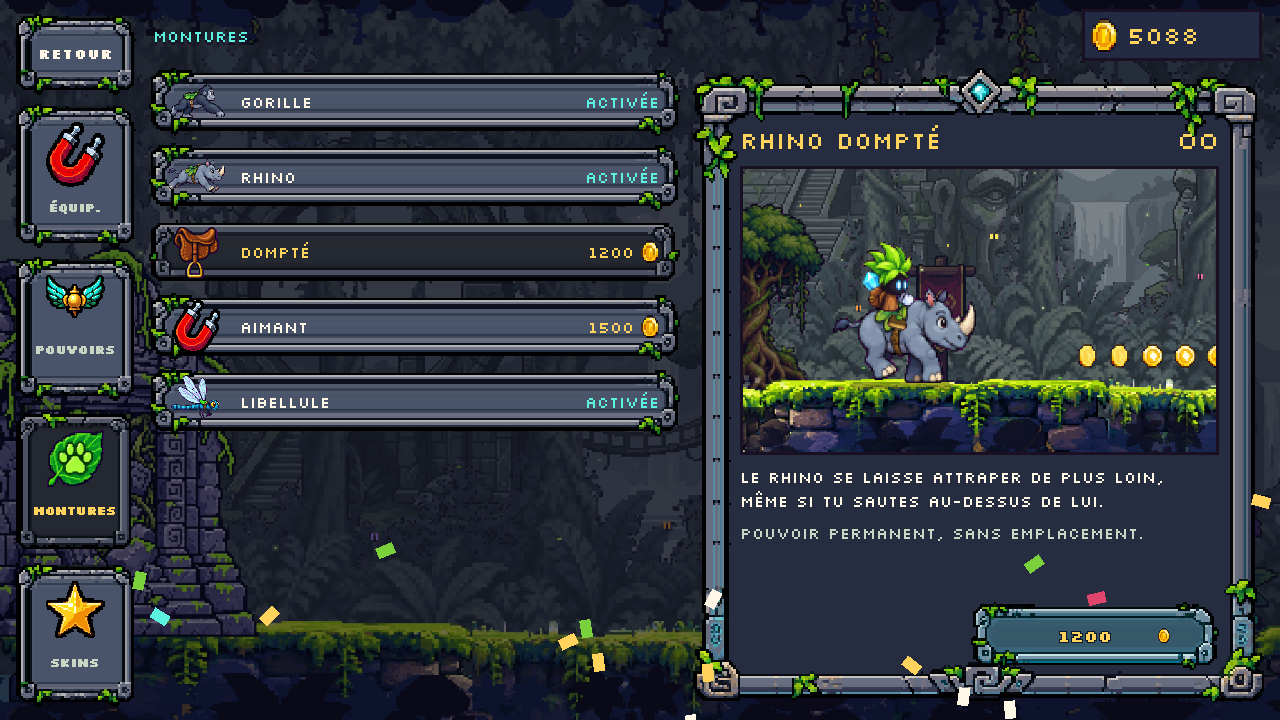 RETOUR
MONTURES
5088
ÉQUIP.
POUVOIRS
MONTURES
SKINS
GORILLE ACTIVÉE
RHINO ACTIVÉE
DOMPTÉ 1200
AIMANT 1500
LIBELLULE ACTIVÉE
RHINO DOMPTÉ
LE RHINO SE LAISSE ATTRAPER DE PLUS LOIN,
MÊME SI TU SAUTES AU-DESSUS DE LUI.
POUVOIR PERMANENT, SANS EMPLACEMENT.
1200